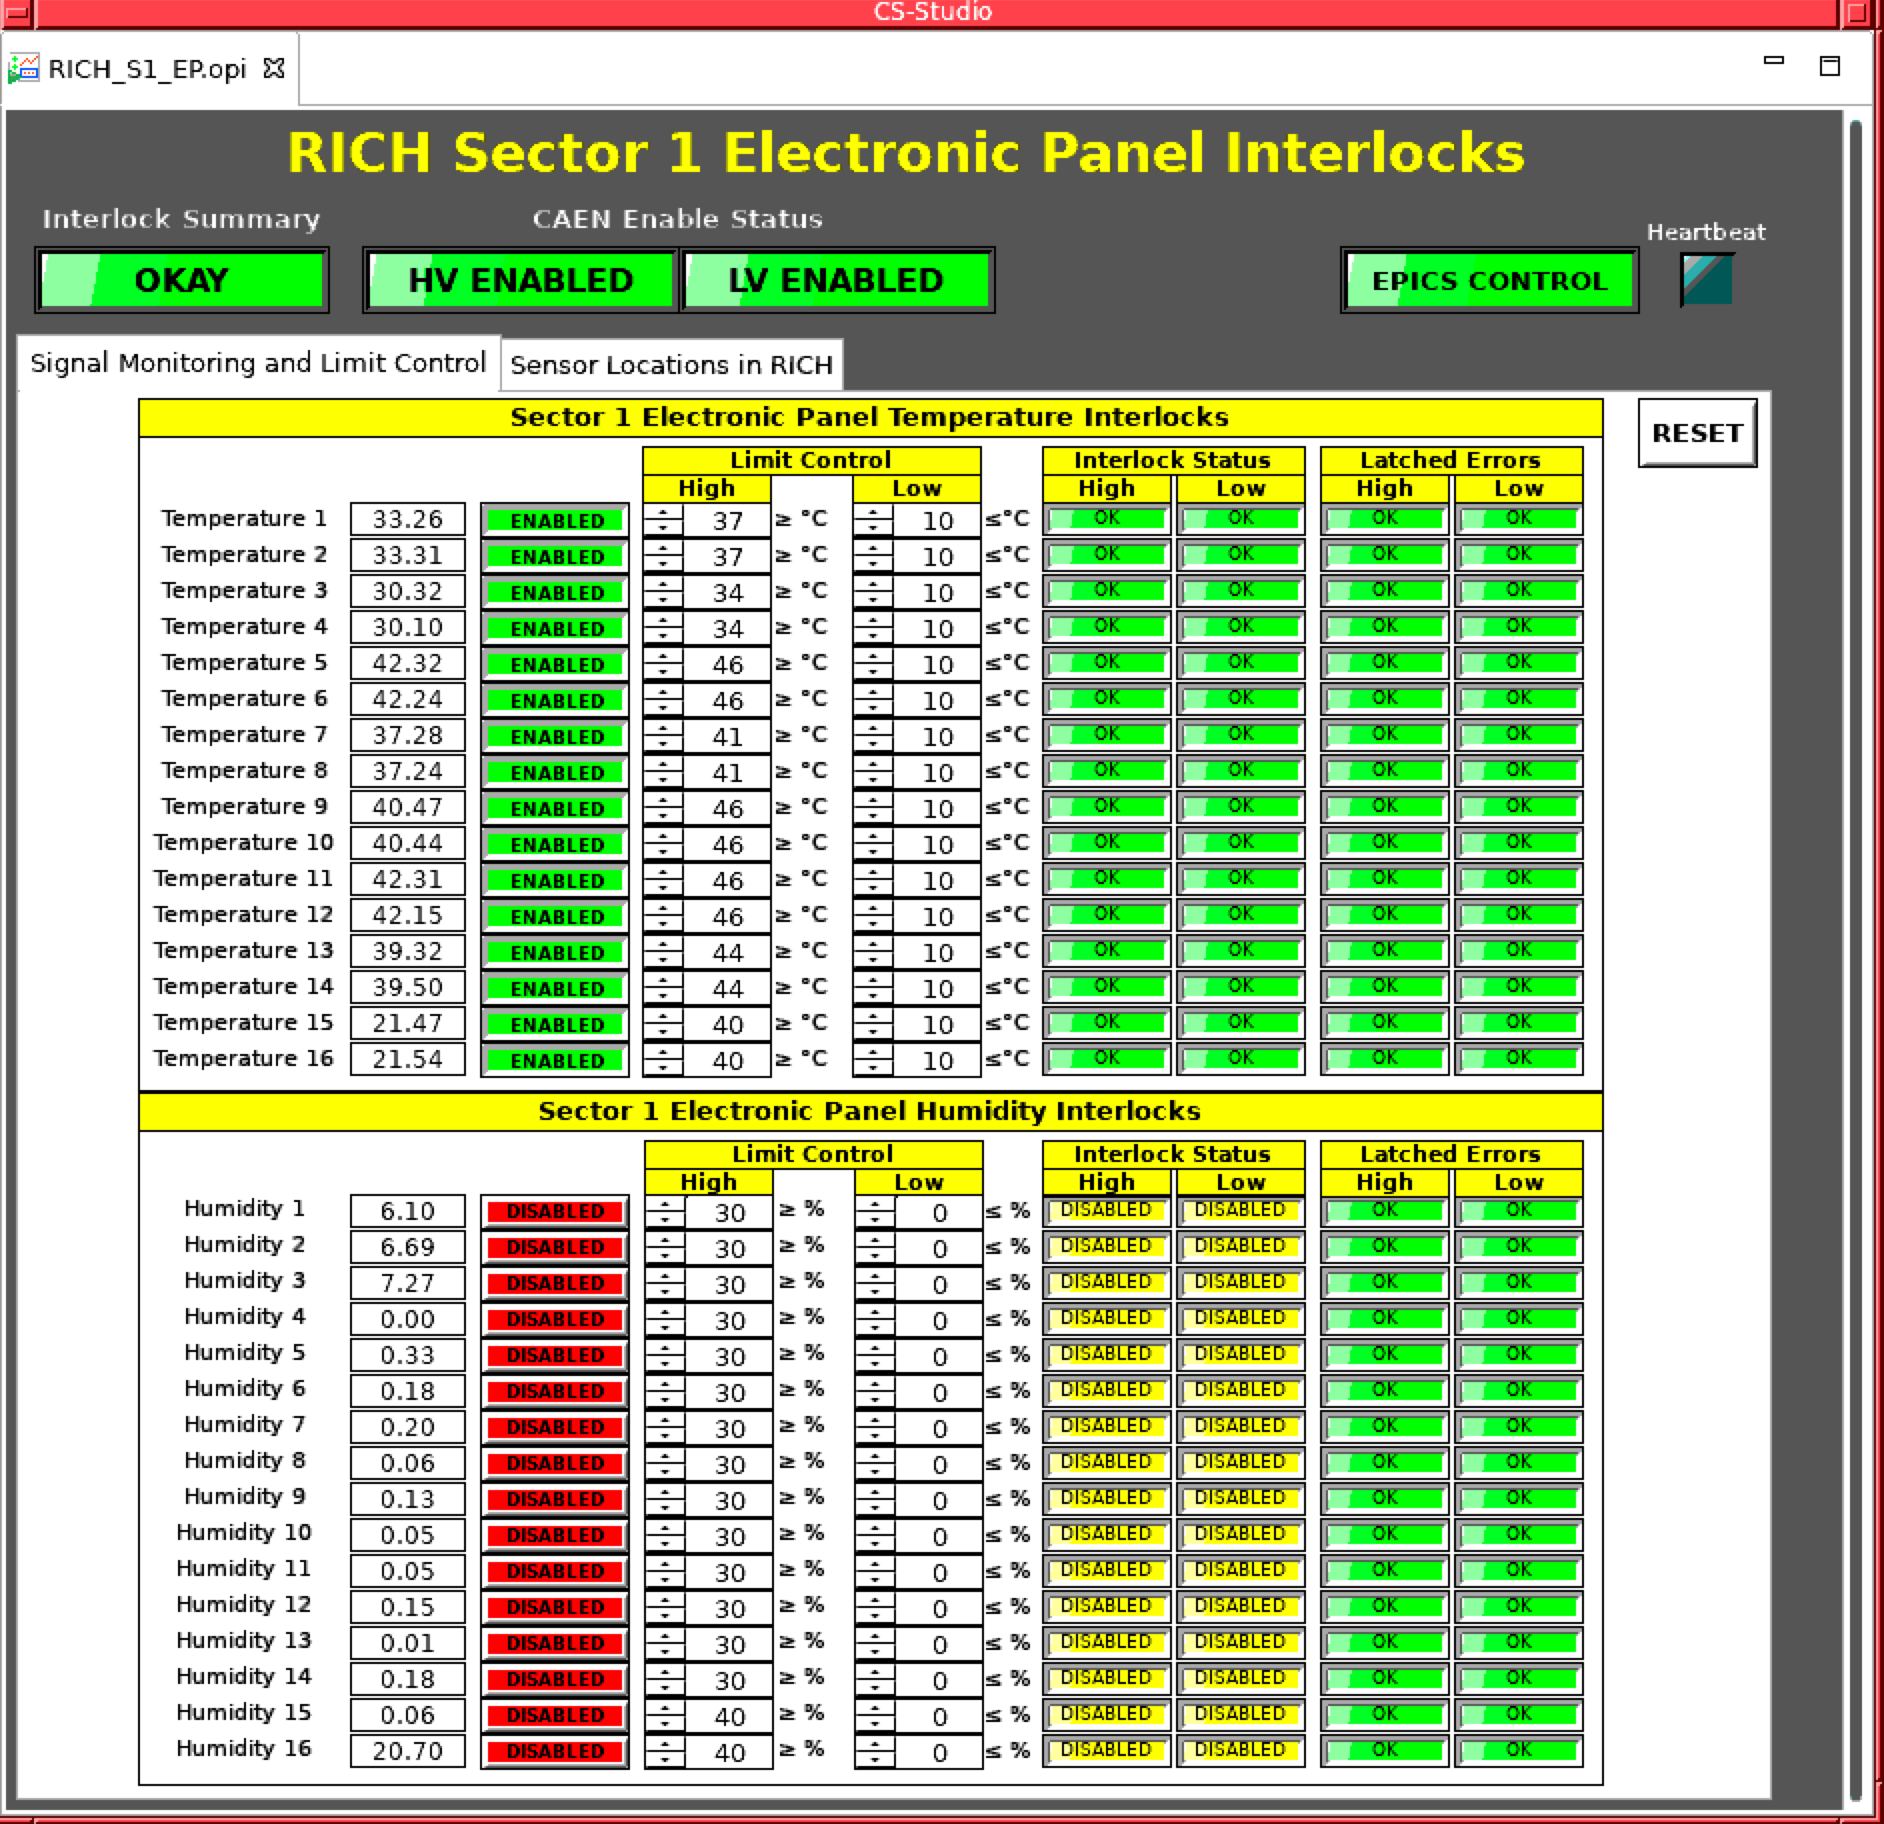 CS-Studio
RICH_S1_EP.opi
RICH Sector 1 Electronic Panel Interlocks
Interlock Summary CAEN Enable Status Heartbeat
OKAY HV ENABLED LV ENABLED EPICS CONTROL
Signal Monitoring and Limit Control Sensor Locations in RICH
Sector 1 Electronic Panel Temperature Interlocks RESET
Limit Control Interlock Status Latched Errors
High Low High Low High Low
Temperature 1 33.26 ENABLED 37 ≥ °C 10 ≤°C OK OK OK OK
Temperature 2 33.31 ENABLED 37 ≥ °C 10 ≤°C OK OK OK OK
Temperature 3 30.32 ENABLED 34 ≥ °C 10 ≤°C OK OK OK OK
Temperature 4 30.10 ENABLED 34 ≥ °C 10 ≤°C OK OK OK OK
Temperature 5 42.32 ENABLED 46 ≥ °C 10 ≤°C OK OK OK OK
Temperature 6 42.24 ENABLED 46 ≥ °C 10 ≤°C OK OK OK OK
Temperature 7 37.28 ENABLED 41 ≥ °C 10 ≤°C OK OK OK OK
Temperature 8 37.24 ENABLED 41 ≥ °C 10 ≤°C OK OK OK OK
Temperature 9 40.47 ENABLED 46 ≥ °C 10 ≤°C OK OK OK OK
Temperature 10 40.44 ENABLED 46 ≥ °C 10 ≤°C OK OK OK OK
Temperature 11 42.31 ENABLED 46 ≥ °C 10 ≤°C OK OK OK OK
Temperature 12 42.15 ENABLED 46 ≥ °C 10 ≤°C OK OK OK OK
Temperature 13 39.32 ENABLED 44 ≥ °C 10 ≤°C OK OK OK OK
Temperature 14 39.50 ENABLED 44 ≥ °C 10 ≤°C OK OK OK OK
Temperature 15 21.47 ENABLED 40 ≥ °C 10 ≤°C OK OK OK OK
Temperature 16 21.54 ENABLED 40 ≥ °C 10 ≤°C OK OK OK OK
Sector 1 Electronic Panel Humidity Interlocks
Limit Control Interlock Status Latched Errors
High Low High Low High Low
Humidity 1 6.10 DISABLED 30 ≥ % 0 ≤ % DISABLED DISABLED OK OK
Humidity 2 6.69 DISABLED 30 ≥ % 0 ≤ % DISABLED DISABLED OK OK
Humidity 3 7.27 DISABLED 30 ≥ % 0 ≤ % DISABLED DISABLED OK OK
Humidity 4 0.00 DISABLED 30 ≥ % 0 ≤ % DISABLED DISABLED OK OK
Humidity 5 0.33 DISABLED 30 ≥ % 0 ≤ % DISABLED DISABLED OK OK
Humidity 6 0.18 DISABLED 30 ≥ % 0 ≤ % DISABLED DISABLED OK OK
Humidity 7 0.20 DISABLED 30 ≥ % 0 ≤ % DISABLED DISABLED OK OK
Humidity 8 0.06 DISABLED 30 ≥ % 0 ≤ % DISABLED DISABLED OK OK
Humidity 9 0.13 DISABLED 30 ≥ % 0 ≤ % DISABLED DISABLED OK OK
Humidity 10 0.05 DISABLED 30 ≥ % 0 ≤ % DISABLED DISABLED OK OK
Humidity 11 0.05 DISABLED 30 ≥ % 0 ≤ % DISABLED DISABLED OK OK
Humidity 12 0.15 DISABLED 30 ≥ % 0 ≤ % DISABLED DISABLED OK OK
Humidity 13 0.01 DISABLED 30 ≥ % 0 ≤ % DISABLED DISABLED OK OK
Humidity 14 0.18 DISABLED 30 ≥ % 0 ≤ % DISABLED DISABLED OK OK
Humidity 15 0.06 DISABLED 40 ≥ % 0 ≤ % DISABLED DISABLED OK OK
Humidity 16 20.70 DISABLED 40 ≥ % 0 ≤ % DISABLED DISABLED OK OK